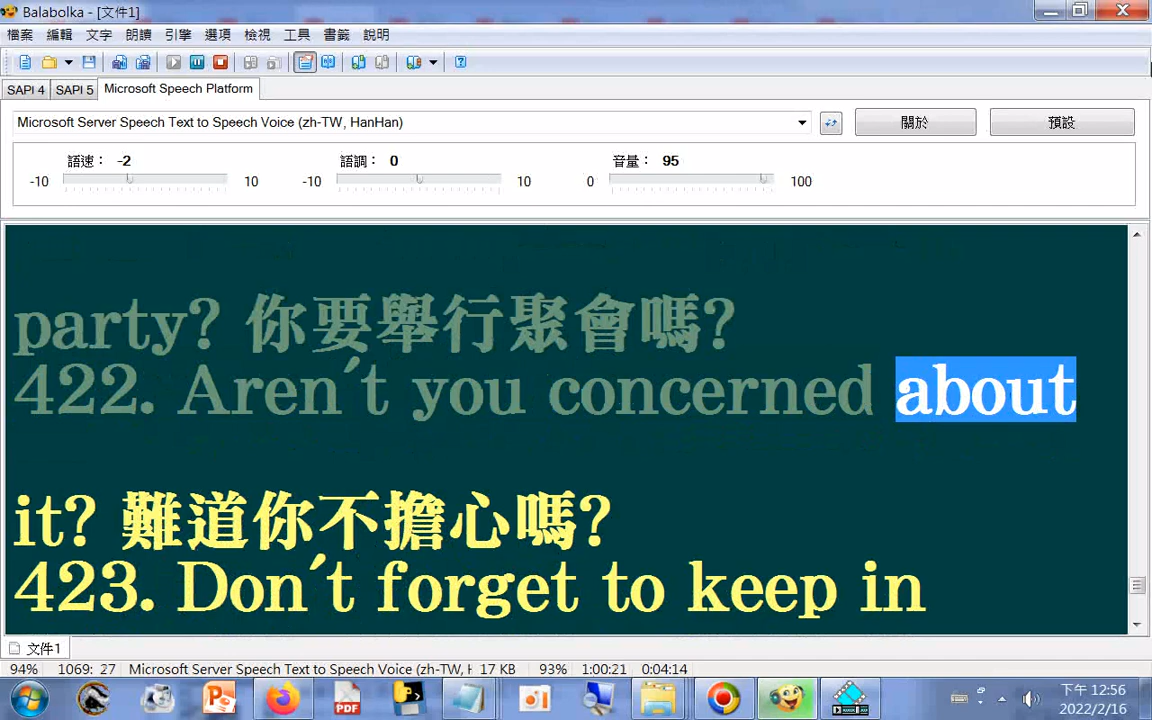 Balabolka - [文件1]
檔案 編輯 文字 朗讀 引擎 選項 檢視 工具 書籤 說明
SAPI 4 SAPI 5 Microsoft Speech Platform
Microsoft Server Speech Text to Speech Voice (zh-TW, HanHan) 關於 預設
語速： -2 語調： 0 音量： 95
-10 10 -10 10 0 100
party? 你要舉行聚會嗎?
422. Aren't you concerned about
it? 難道你不擔心嗎?
423. Don't forget to keep in
文件1
94% 1069: 27 Microsoft Server Speech Text to Speech Voice (zh-TW, H 17 KB 93% 1:00:21 0:04:14
PDF
下午 12:56
2022/2/16